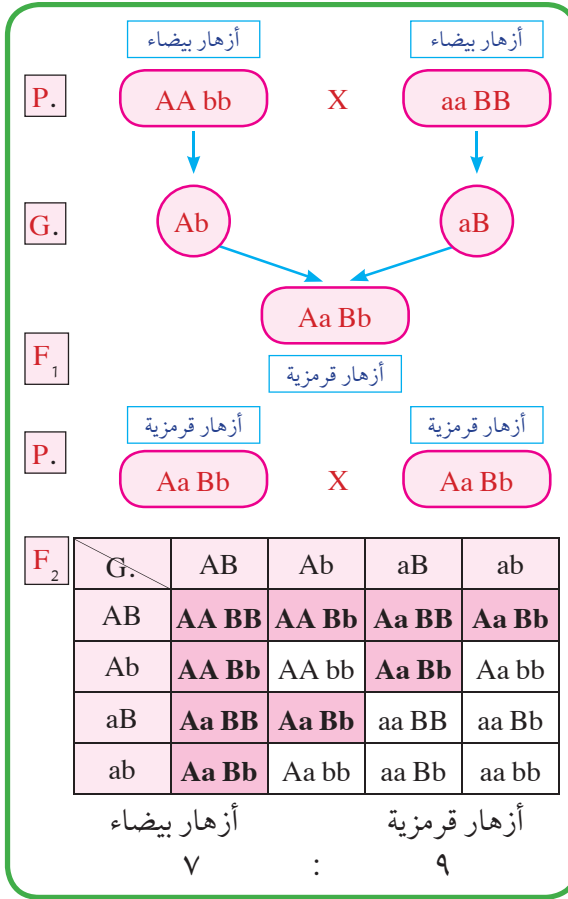 أزهار بيضاء أزهار بيضاء
P. AA bb X aa BB
G. Ab aB
Aa Bb
F₁
أزهار قرمزية
أزهار قرمزية أزهار قرمزية
P. Aa Bb X Aa Bb
F₂
G. AB Ab aB ab
AB AA BB AA Bb Aa BB Aa Bb
Ab AA Bb AA bb Aa Bb Aa bb
aB Aa BB Aa Bb aa BB aa Bb
ab Aa Bb Aa bb aa Bb aa bb
أزهار قرمزية أزهار بيضاء
٩ : ٧